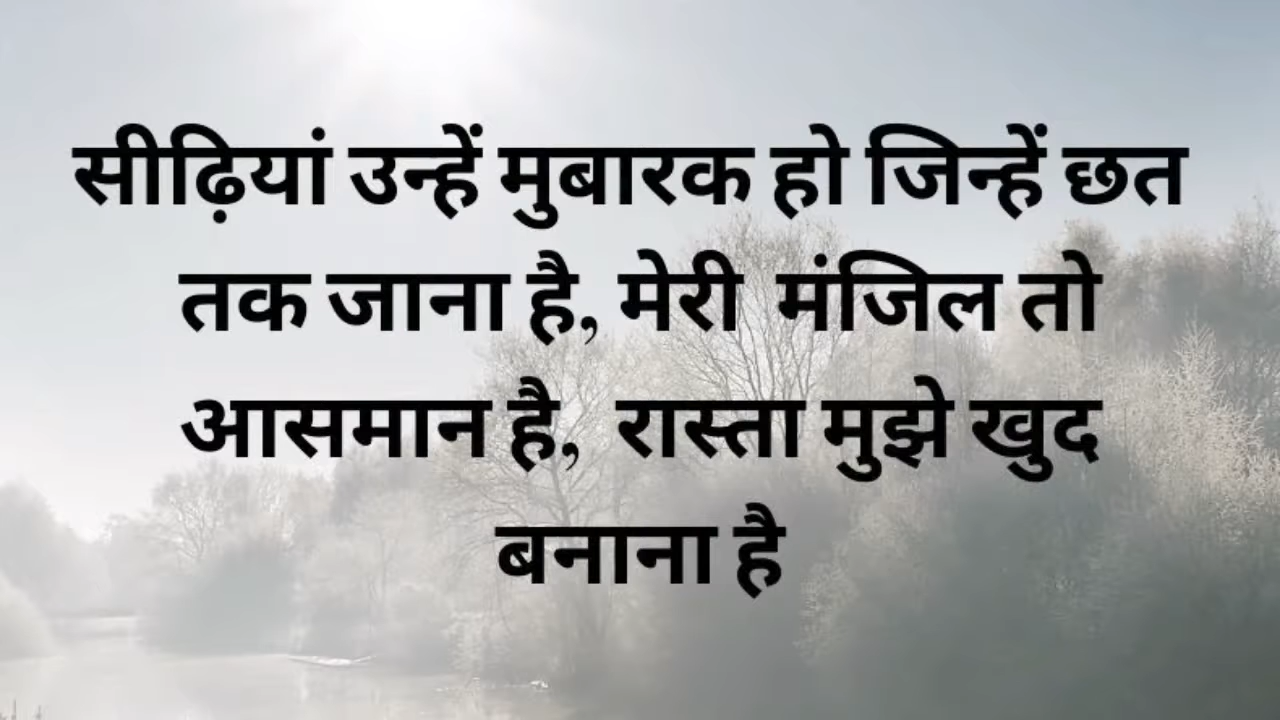 सीढ़ियां उन्हें मुबारक हो जिन्हें छत
तक जाना है, मेरी मंजिल तो
आसमान है, रास्ता मुझे खुद
बनाना है